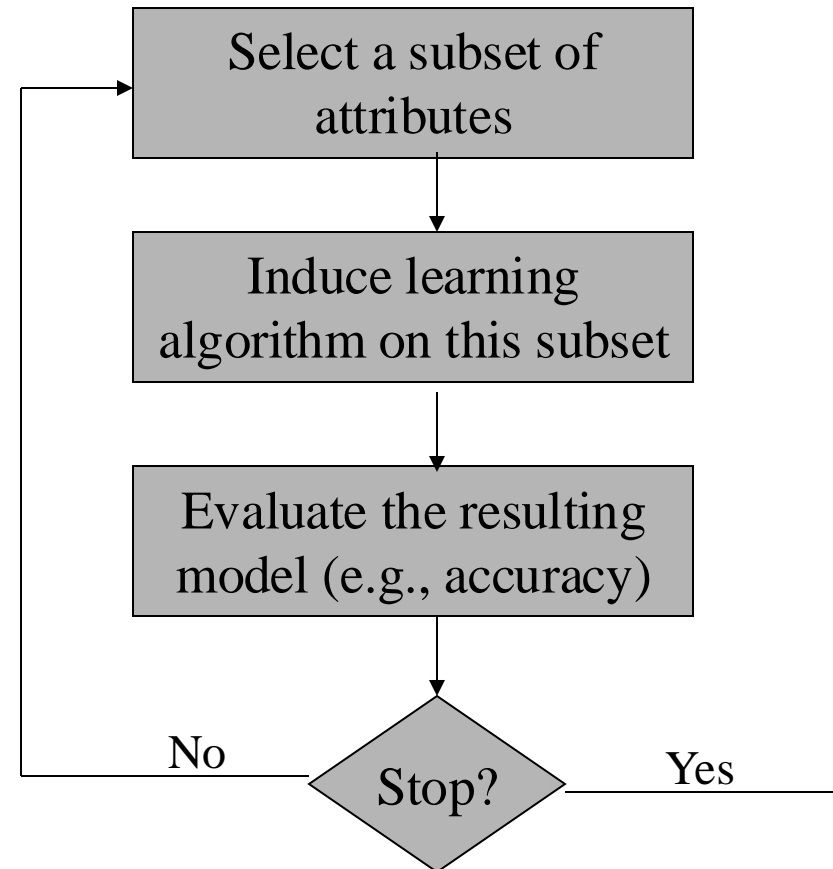 Select a subset of
attributes
Induce learning
algorithm on this subset
Evaluate the resulting
model (e.g., accuracy)
No
Stop?
Yes